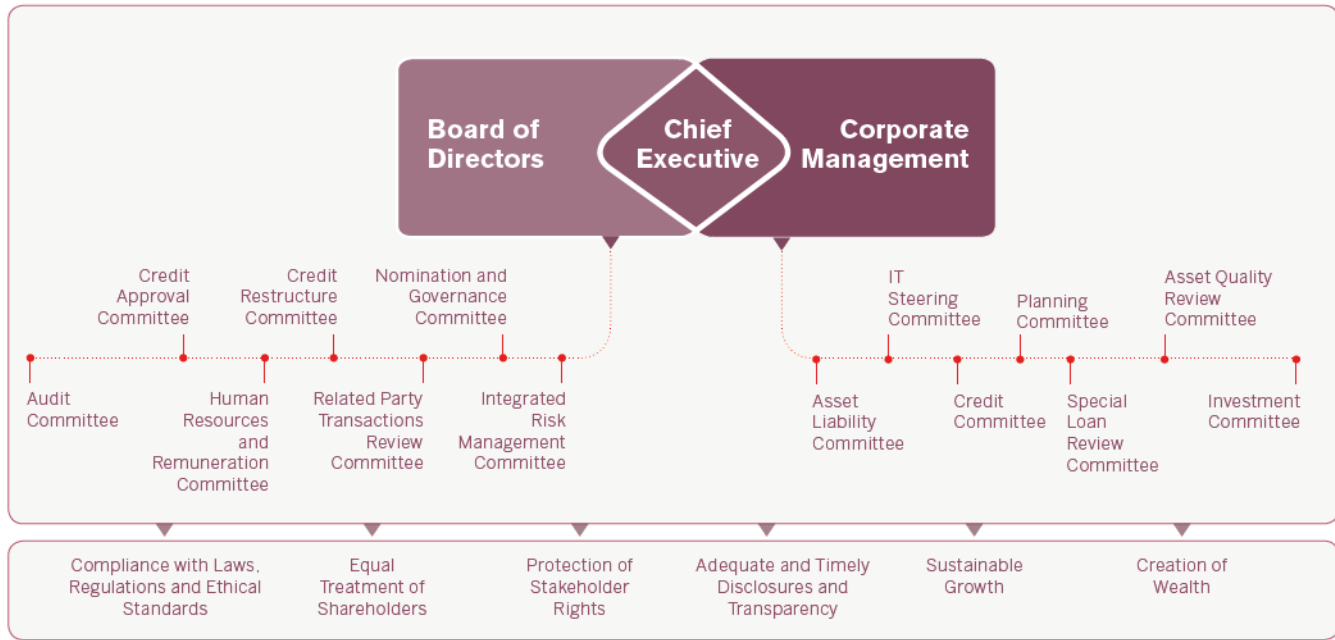 Board of
Directors
Chief
Executive
Corporate
Management
Credit
Approval
Committee
Credit
Restructure
Committee
Nomination and
Governance
Committee
IT
Steering
Committee
Planning
Committee
Asset Quality
Review
Committee
Audit
Committee
Human
Resources
and
Remuneration
Committee
Related Party
Transactions
Review
Committee
Integrated
Risk
Management
Committee
Asset
Liability
Committee
Credit
Committee
Special
Loan
Review
Committee
Investment
Committee
Compliance with Laws,
Regulations and Ethical
Standards
Equal
Treatment of
Shareholders
Protection of
Stakeholder
Rights
Adequate and Timely
Disclosures and
Transparency
Sustainable
Growth
Creation of
Wealth